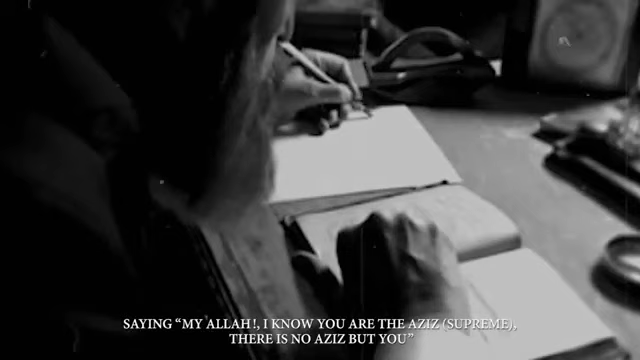 SAYING “MY ALLAH!, I KNOW YOU ARE THE AZIZ (SUPREME),
THERE IS NO AZIZ BUT YOU”